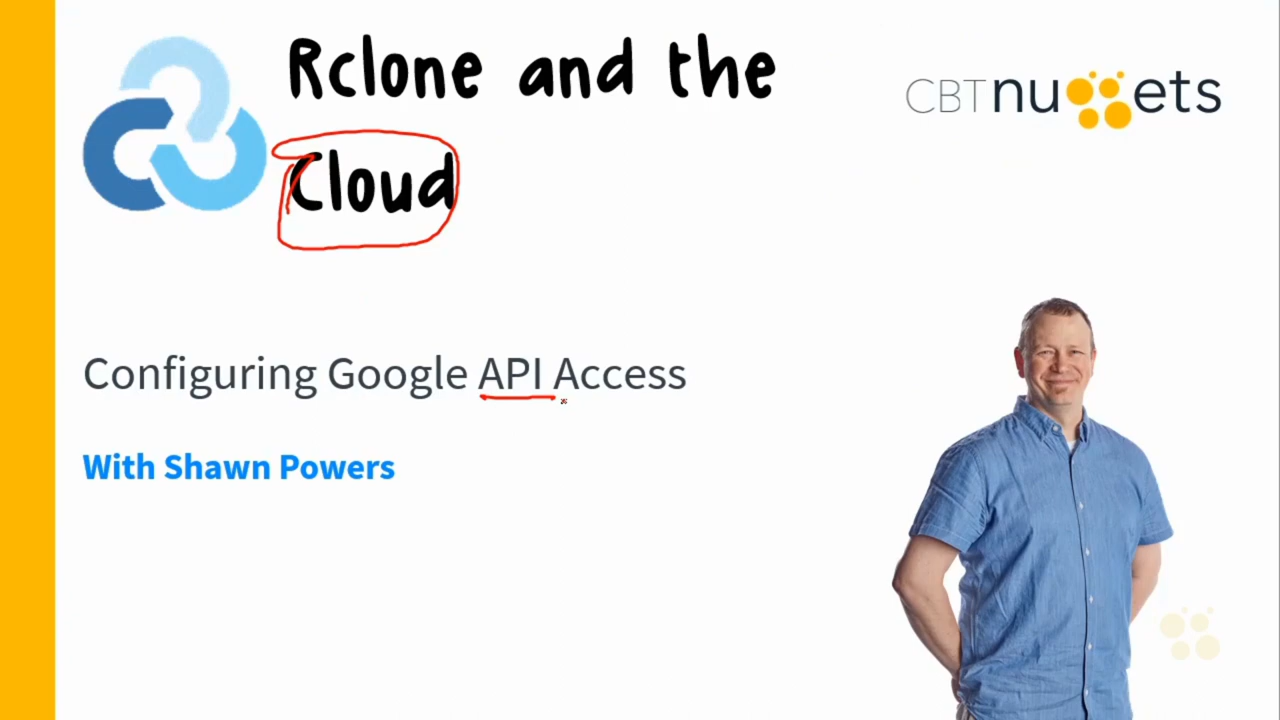 Rclone and the
Cloud
CBTnuggets
Configuring Google API Access
With Shawn Powers